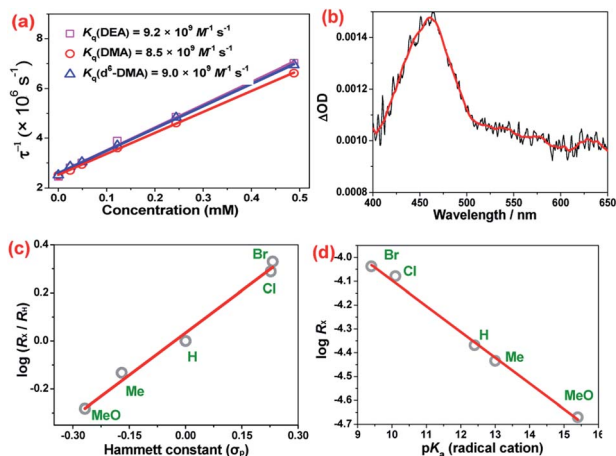 (a)
K_q(DEA) = 9.2 × 10⁹ M⁻¹ s⁻¹
K_q(DMA) = 8.5 × 10⁹ M⁻¹ s⁻¹
K_q(d⁶-DMA) = 9.0 × 10⁹ M⁻¹ s⁻¹
τ⁻¹ (× 10⁶ s⁻¹)
8
6
4
2
0.0 0.1 0.2 0.3 0.4 0.5
Concentration (mM)
(b)
ΔOD
0.0014
0.0012
0.0010
0.0008
400 450 500 550 600 650
Wavelength / nm
(c)
log (Rₓ / R_H)
0.4
0.2
0.0
-0.2
Br
Cl
H
Me
MeO
-0.30 -0.15 0.00 0.15 0.30
Hammett constant (σₚ)
(d)
log Rₓ
-4.0
-4.1
-4.2
-4.3
-4.4
-4.5
-4.6
-4.7
Br
Cl
H
Me
MeO
9 10 11 12 13 14 15 16
pKₐ (radical cation)